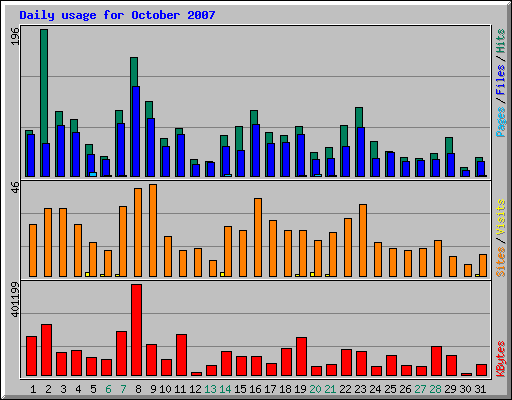 Daily usage for October 2007
196
Pages / Files / Hits
46
Sites / Visits
401199
KBytes
1 2 3 4 5 6 7 8 9 10 11 12 13 14 15 16 17 18 19 20 21 22 23 24 25 26 27 28 29 30 31